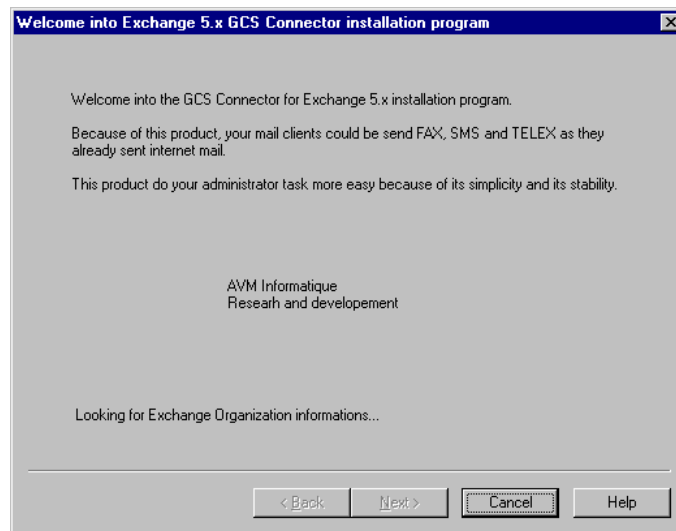 Welcome into Exchange 5.x GCS Connector installation program
Welcome into the GCS Connector for Exchange 5.x installation program.
Because of this product, your mail clients could be send FAX, SMS and TELEX as they
already sent internet mail.
This product do your administrator task more easy because of its simplicity and its stability.
AVM Informatique
Researh and developement
Looking for Exchange Organization informations...
< Back Next > Cancel Help